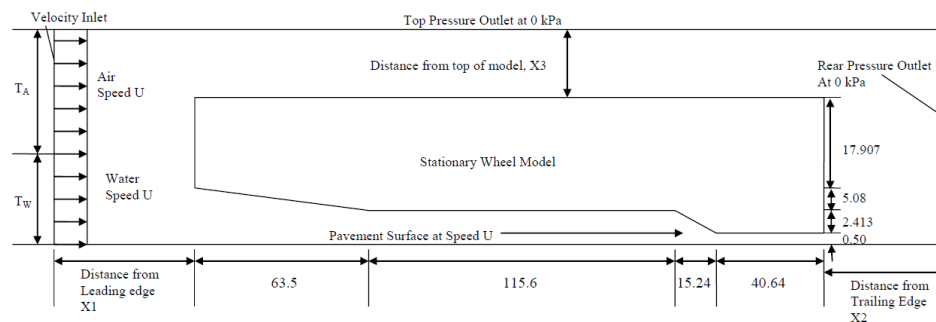 Velocity Inlet
Top Pressure Outlet at 0 kPa
Distance from top of model, X3
Rear Pressure Outlet
At 0 kPa
Air
Speed U
TA
17.907
Stationary Wheel Model
Water
Speed U
TW
5.08
2.413
Pavement Surface at Speed U
0.50
Distance from
Leading edge
X1
63.5
115.6
15.24
40.64
Distance from
Trailing Edge
X2